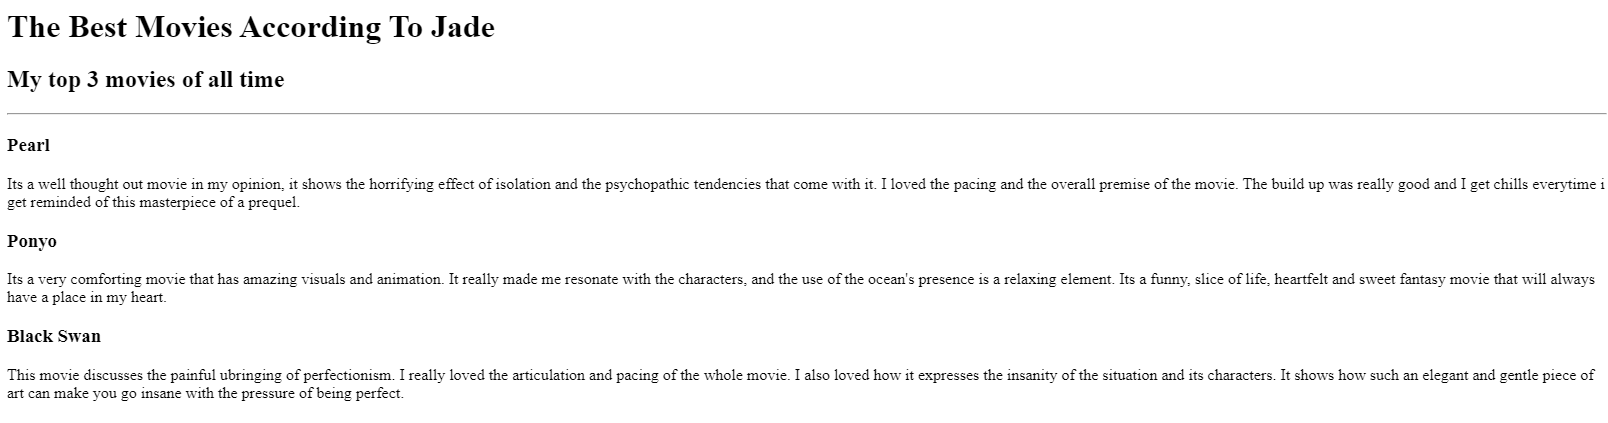 The Best Movies According To Jade
My top 3 movies of all time
Pearl
Its a well thought out movie in my opinion, it shows the horrifying effect of isolation and the psychopathic tendencies that come with it. I loved the pacing and the overall premise of the movie. The build up was really good and I get chills everytime i
get reminded of this masterpiece of a prequel.
Ponyo
Its a very comforting movie that has amazing visuals and animation. It really made me resonate with the characters, and the use of the ocean's presence is a relaxing element. Its a funny, slice of life, heartfelt and sweet fantasy movie that will always
have a place in my heart.
Black Swan
This movie discusses the painful ubringing of perfectionism. I really loved the articulation and pacing of the whole movie. I also loved how it expresses the insanity of the situation and its characters. It shows how such an elegant and gentle piece of
art can make you go insane with the pressure of being perfect.